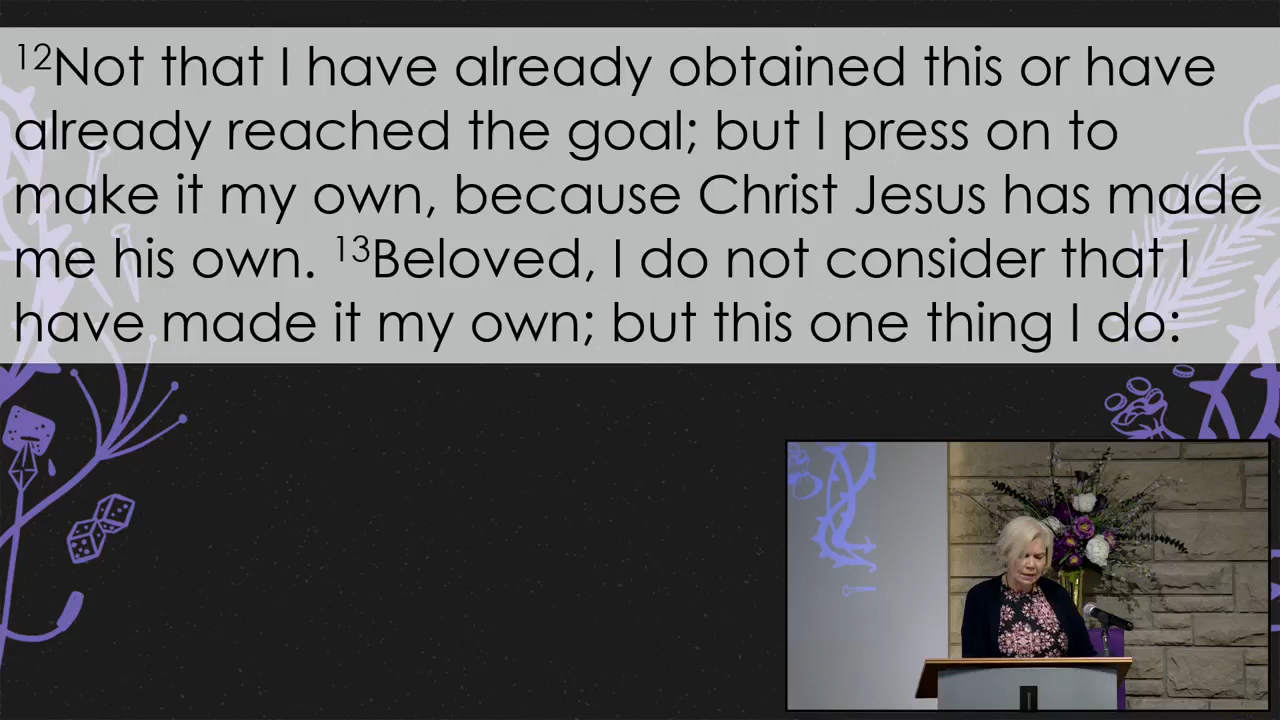 12Not that I have already obtained this or have
already reached the goal; but I press on to
make it my own, because Christ Jesus has made
me his own. 13Beloved, I do not consider that I
have made it my own; but this one thing I do: